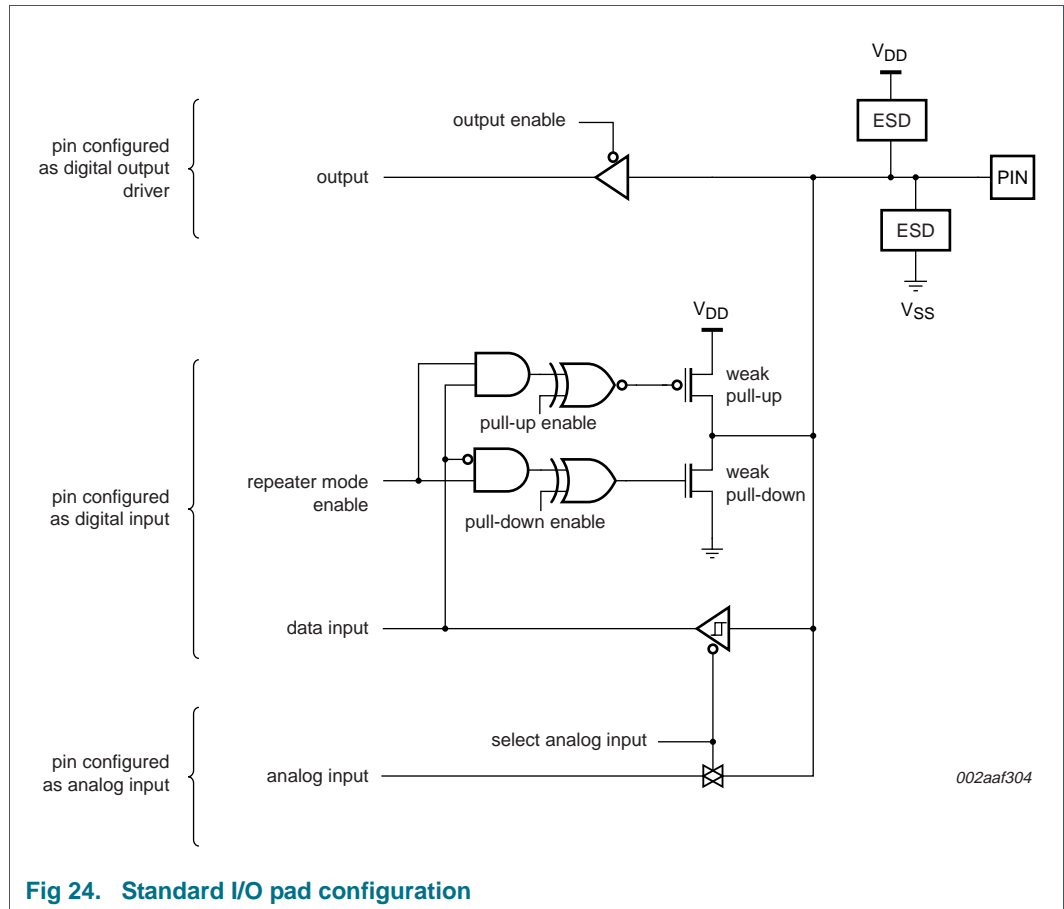 VDD
ESD
output enable
pin configured
as digital output
driver
output
PIN
ESD
VSS
VDD
weak
pull-up
pull-up enable
repeater mode
enable
weak
pull-down
pull-down enable
pin configured
as digital input
data input
select analog input
pin configured
as analog input
analog input
002aaf304
Fig 24. Standard I/O pad configuration